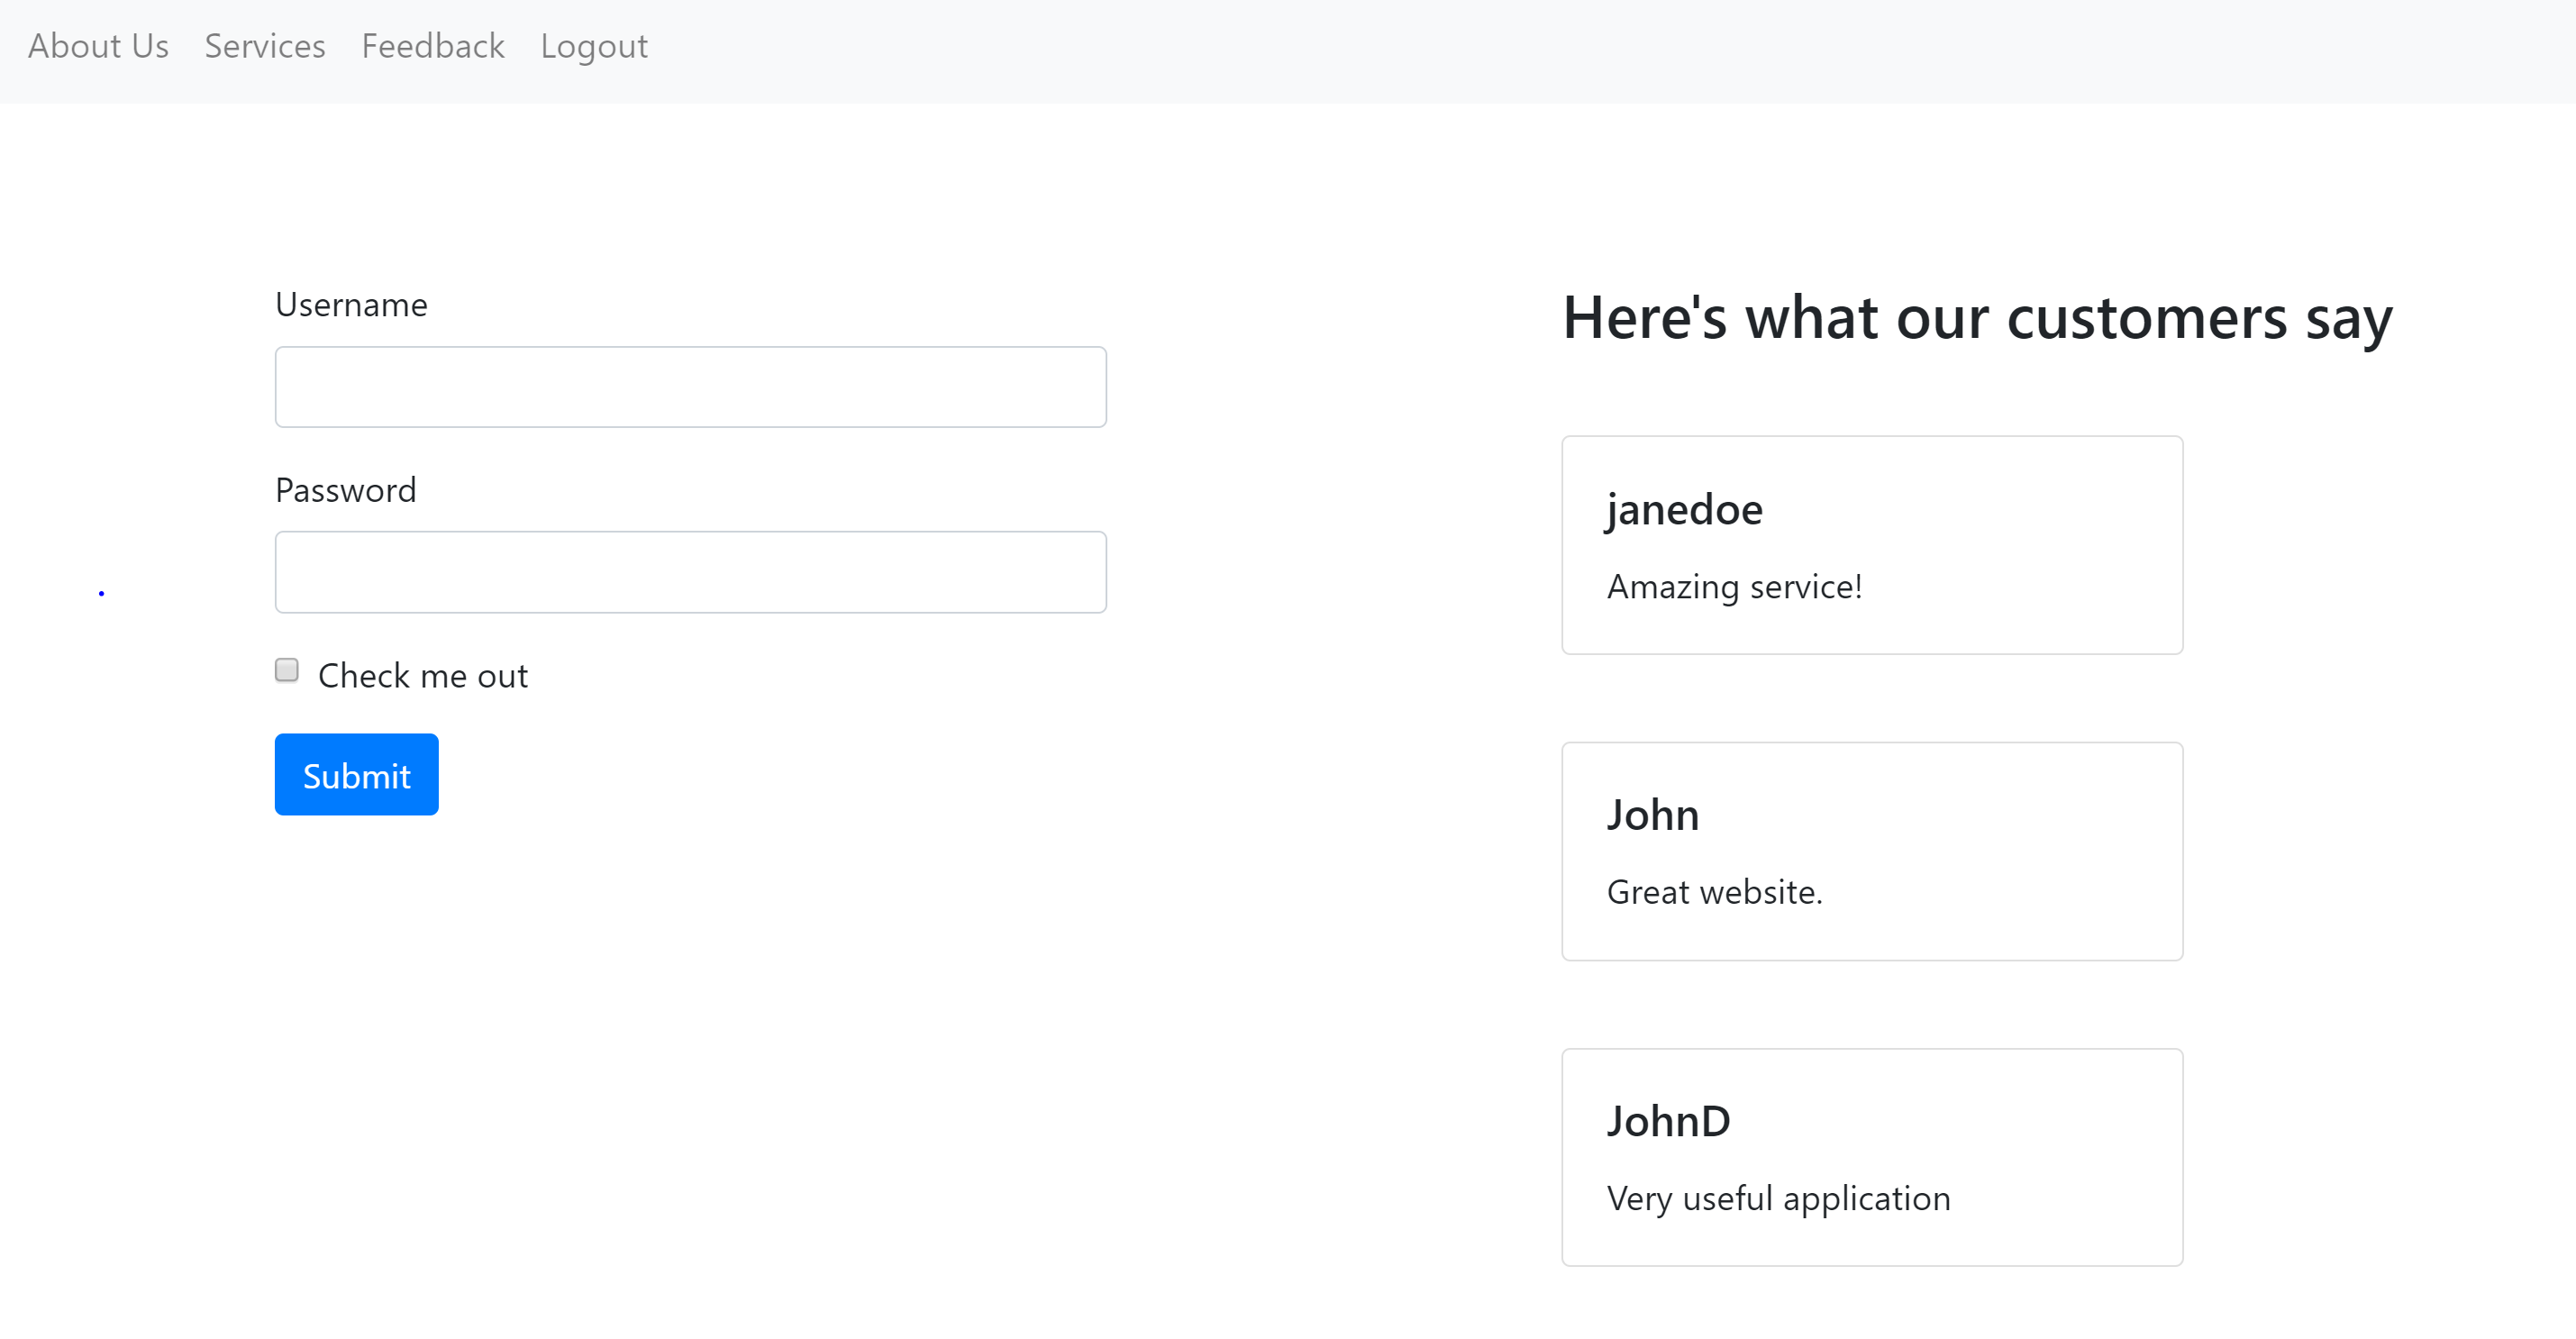 About Us Services Feedback Logout
Username
Password
Check me out
Submit
Here's what our customers say
janedoe
Amazing service!
John
Great website.
JohnD
Very useful application